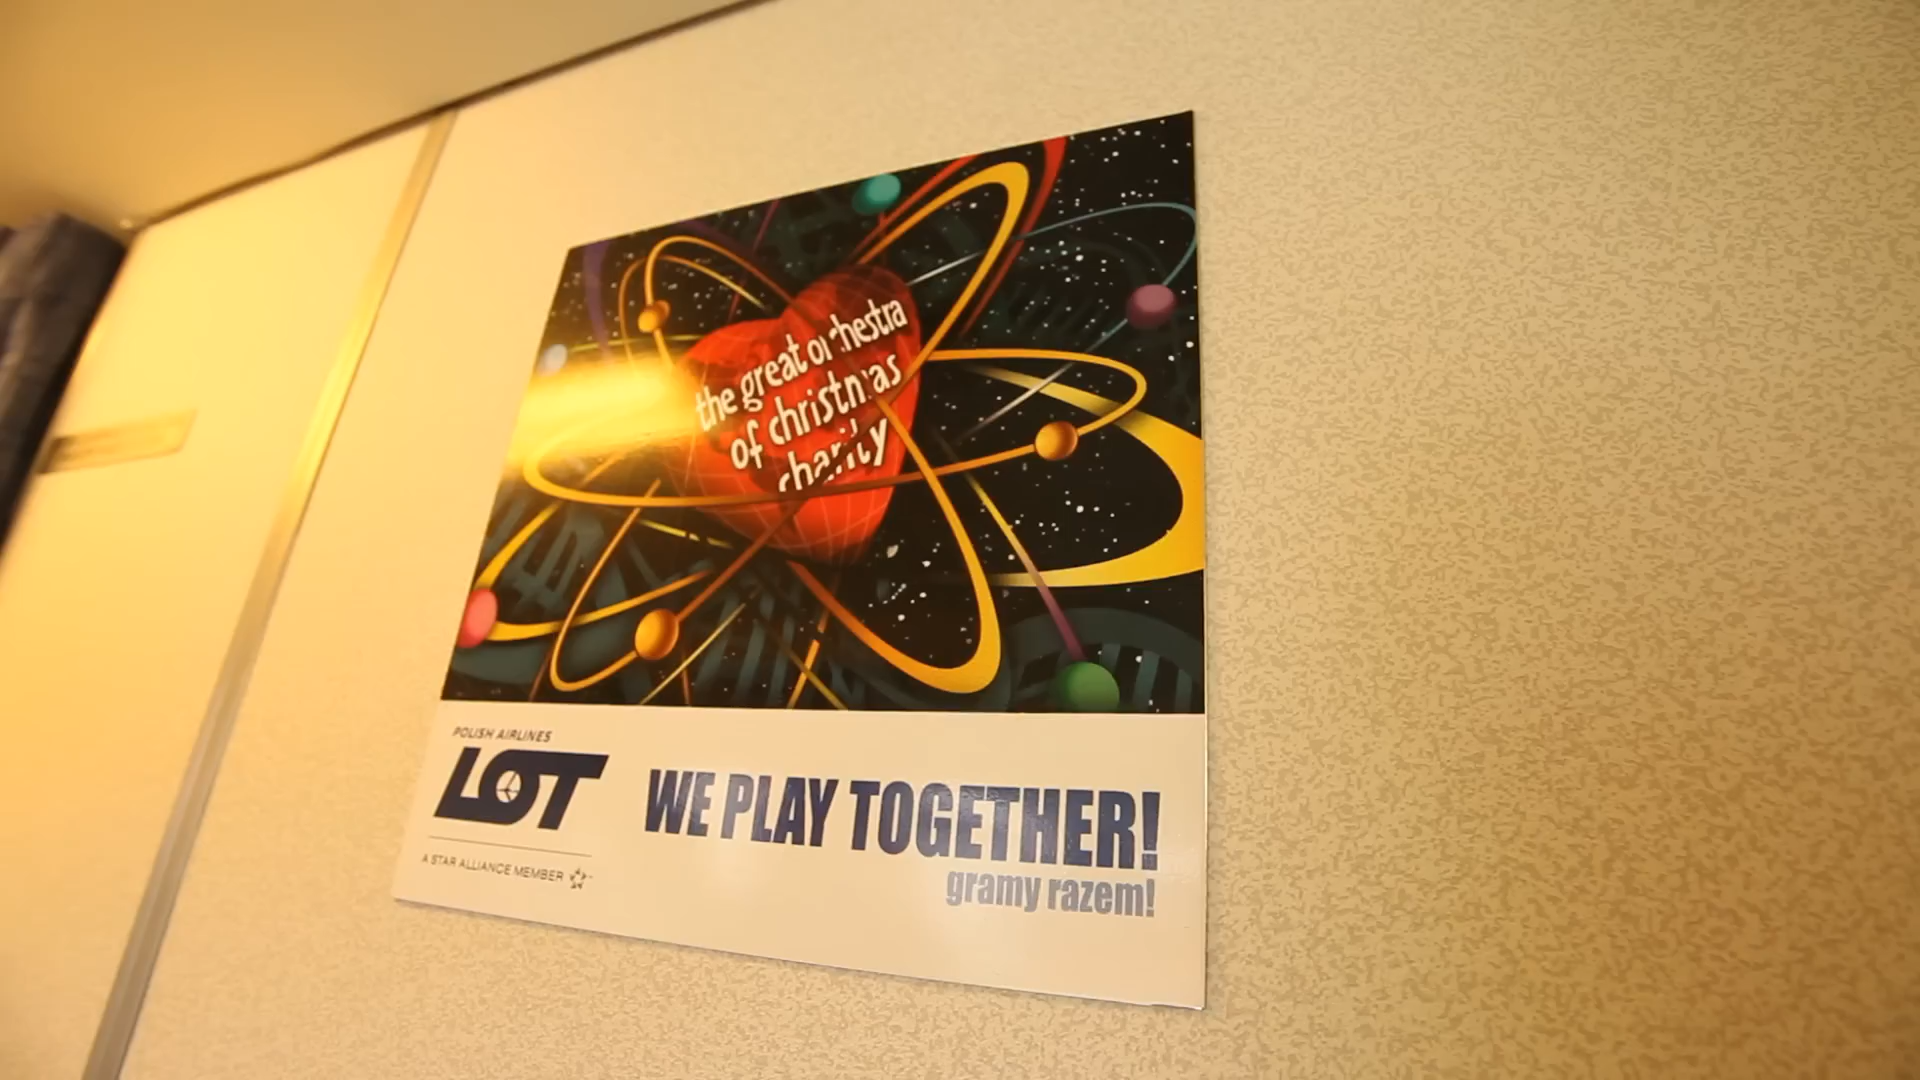 the great orchestra
of christmas
charity
POLISH AIRLINES
LOT
A STAR ALLIANCE MEMBER
WE PLAY TOGETHER!
gramy razem!